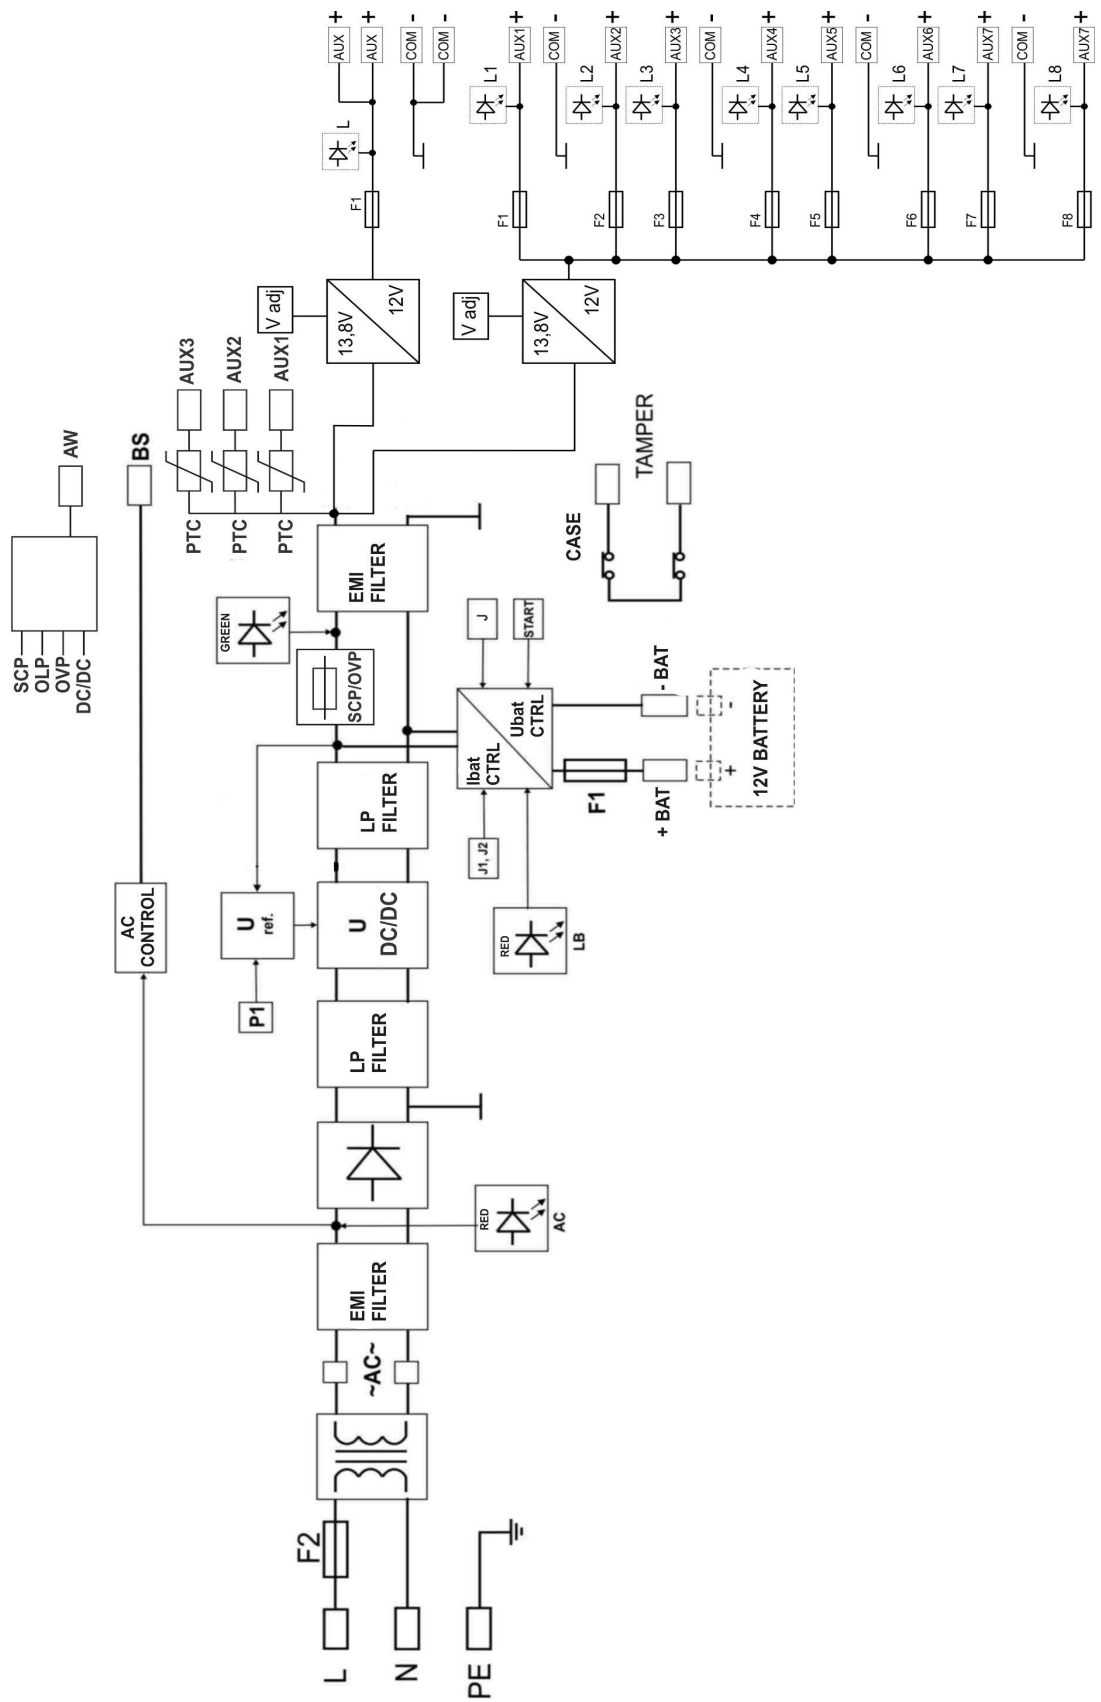 SCP
OLP
OVP
DC/DC
AW
BS
AC
CONTROL
AUX3
AUX2
AUX1
PTC
PTC
PTC
V adj
13,8V
12V
V adj
13,8V
12V
F1
L
AUX
+
AUX
+
COM
-
COM
-
F1
L1
AUX1
+
COM
-
F2
L2
AUX2
+
F3
L3
AUX3
+
COM
-
F4
L4
AUX4
+
F5
L5
AUX5
+
COM
-
F6
L6
AUX6
+
F7
L7
AUX7
+
COM
-
F8
L8
AUX7
+
L
F2
N
PE
~AC~
EMI
FILTER
RED
AC
LP
FILTER
P1
U
ref.
U
DC/DC
LP
FILTER
SCP/OVP
GREEN
EMI
FILTER
J1, J2
RED
LB
Ibat
CTRL
Ubat
CTRL
J
START
F1
+ BAT
- BAT
+
-
12V BATTERY
CASE
TAMPER